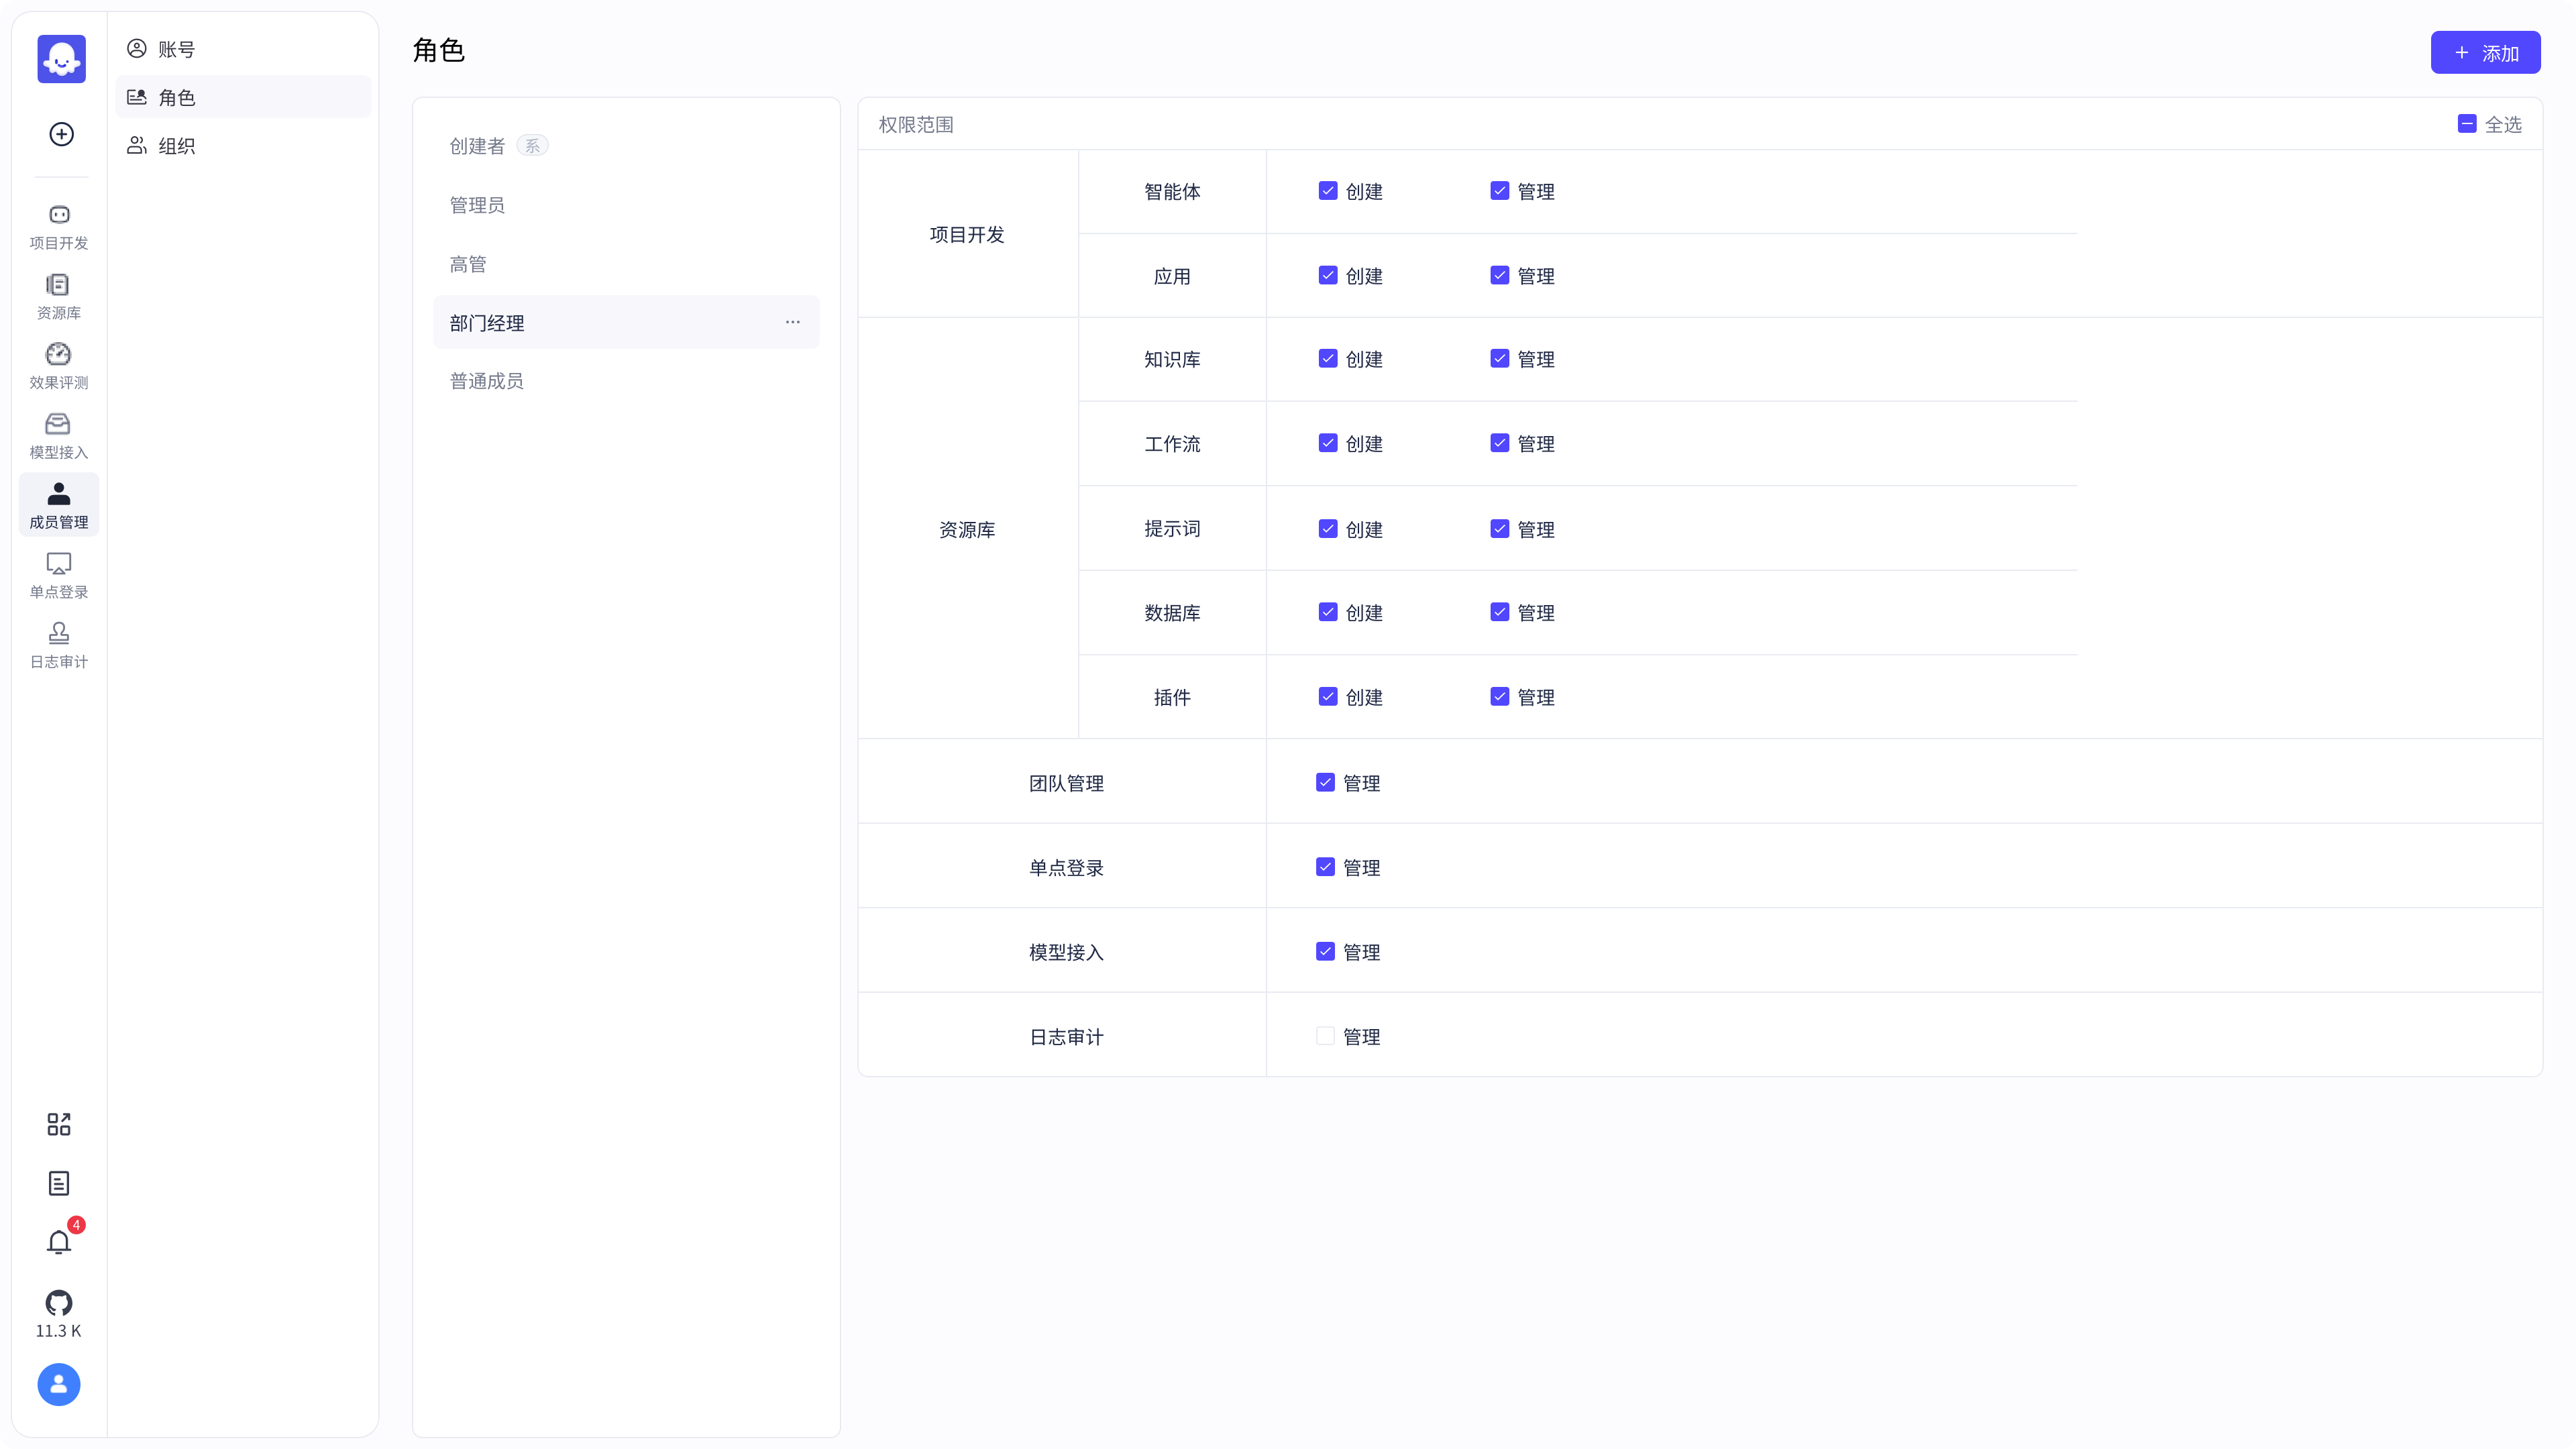 项目开发
资源库
效果评测
模型接入
成员管理
单点登录
日志审计
4
11.3 K
账号
角色
组织
角色
添加
创建者 系
管理员
高管
部门经理
普通成员
权限范围 全选
项目开发
智能体 创建 管理
应用 创建 管理
资源库
知识库 创建 管理
工作流 创建 管理
提示词 创建 管理
数据库 创建 管理
插件 创建 管理
团队管理 管理
单点登录 管理
模型接入 管理
日志审计 管理